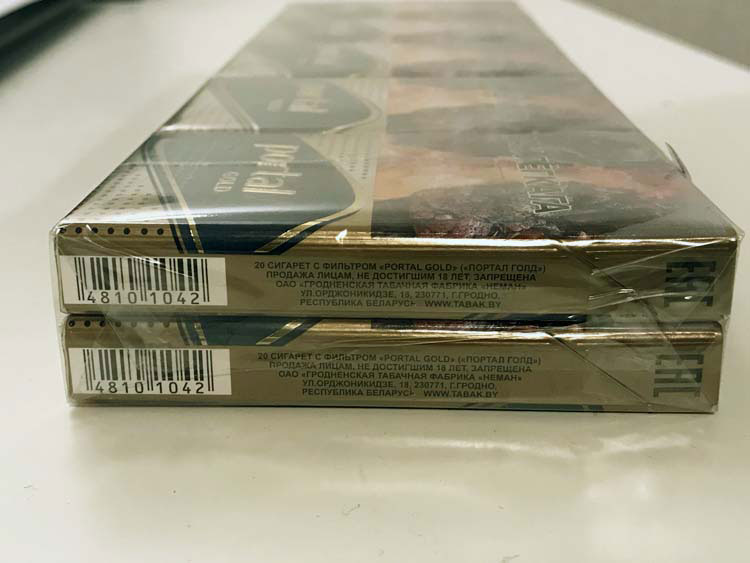 portal
GOLD
20 СИГАРЕТ С ФИЛЬТРОМ «PORTAL GOLD» («ПОРТАЛ ГОЛД»)
ПРОДАЖА ЛИЦАМ, НЕ ДОСТИГШИМ 18 ЛЕТ, ЗАПРЕЩЕНА
ОАО «ГРОДНЕНСКАЯ ТАБАЧНАЯ ФАБРИКА «НЕМАН»
УЛ.ОРДЖОНИКИДЗЕ, 18, 230771, Г.ГРОДНО,
РЕСПУБЛИКА БЕЛАРУСЬ WWW.TABAK.BY
4810 1042
EAC
20 СИГАРЕТ С ФИЛЬТРОМ «PORTAL GOLD» («ПОРТАЛ ГОЛД»)
ПРОДАЖА ЛИЦАМ, НЕ ДОСТИГШИМ 18 ЛЕТ, ЗАПРЕЩЕНА
ОАО «ГРОДНЕНСКАЯ ТАБАЧНАЯ ФАБРИКА «НЕМАН»
УЛ.ОРДЖОНИКИДЗЕ, 18, 230771, Г.ГРОДНО,
РЕСПУБЛИКА БЕЛАРУСЬ WWW.TABAK.BY
4810 1042
EAC